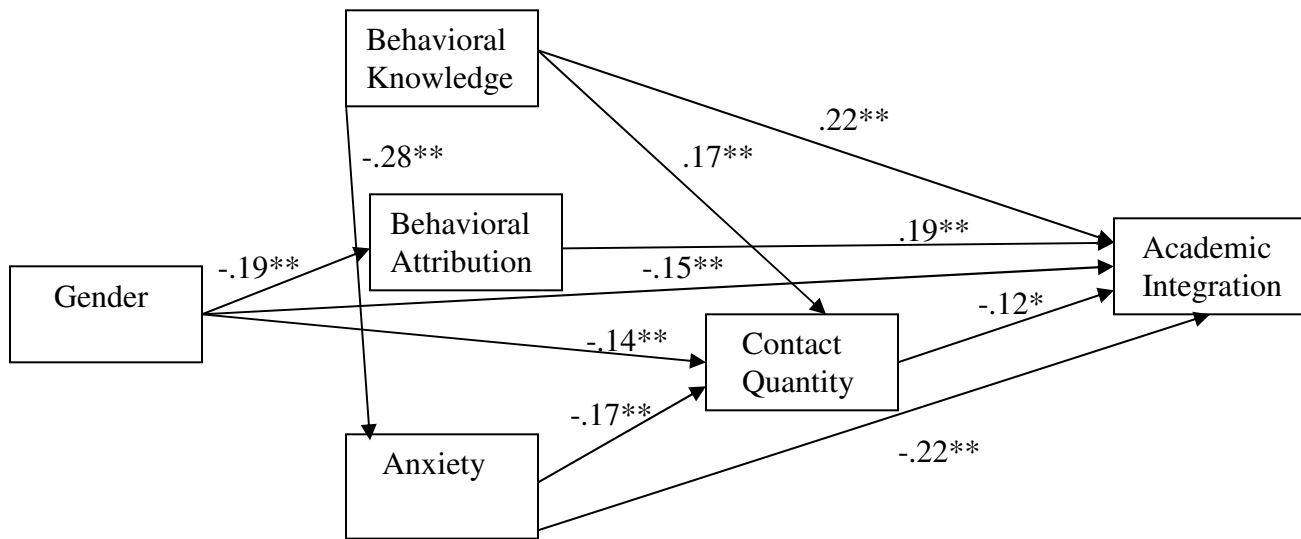 Behavioral
Knowledge
.22**
-.28**
.17**
Behavioral
Attribution
.19**
Academic
Integration
-.19**
-.15**
Gender
-.12*
-.14**
Contact
Quantity
-.17**
Anxiety
-.22**